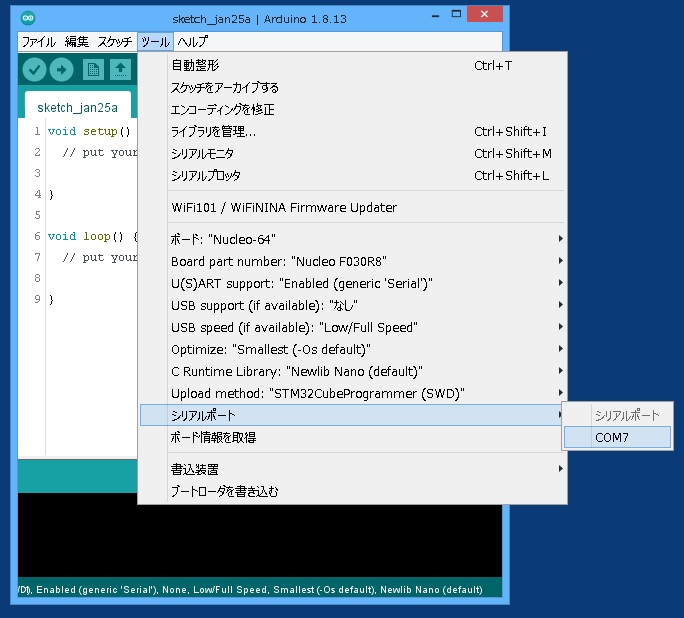 sketch_jan25a | Arduino 1.8.13
ファイル 編集 スケッチ ツール ヘルプ
自動整形 Ctrl+T
スケッチをアーカイブする
エンコーディングを修正
ライブラリを管理... Ctrl+Shift+I
シリアルモニタ Ctrl+Shift+M
シリアルプロッタ Ctrl+Shift+L
WiFi101 / WiFiNINA Firmware Updater
ボード: "Nucleo-64"
Board part number: "Nucleo F030R8"
U(S)ART support: "Enabled (generic 'Serial')"
USB support (if available): "なし"
USB speed (if available): "Low/Full Speed"
Optimize: "Smallest (-Os default)"
C Runtime Library: "Newlib Nano (default)"
Upload method: "STM32CubeProgrammer (SWD)"
シリアルポート
ボード情報を取得
書込装置
ブートローダを書き込む
シリアルポート
COM7
sketch_jan25a
1 void setup()
2 // put your
3
4 }
5
6 void loop() {
7 // put your
8
9 }
/D1), Enabled (generic 'Serial'), None, Low/Full Speed, Smallest (-Os default), Newlib Nano (default)